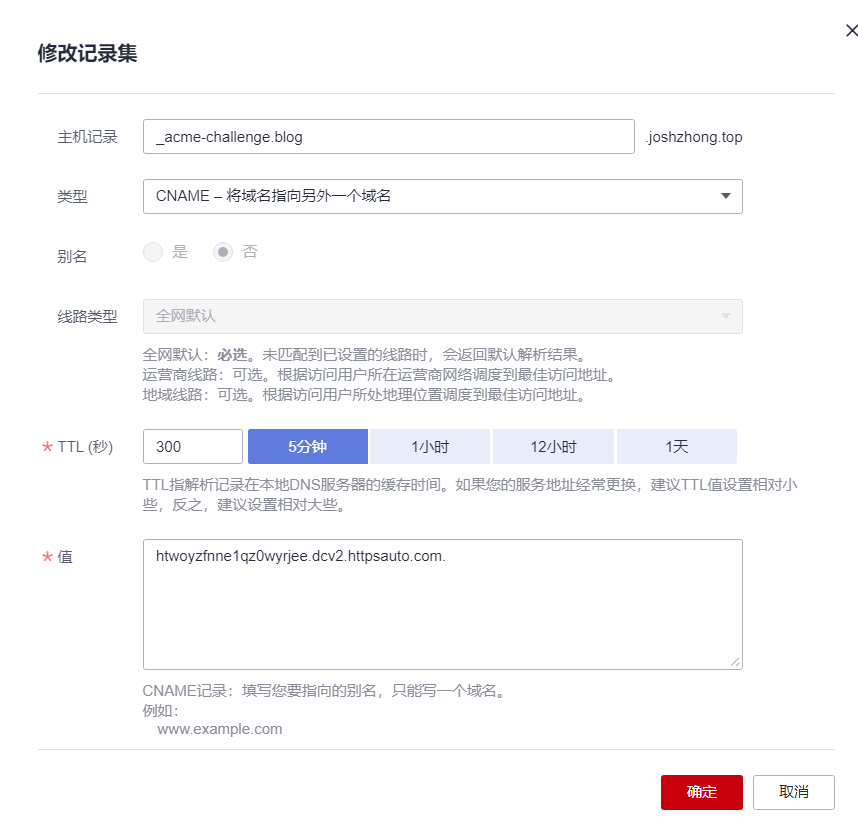 修改记录集
主机记录 _acme-challenge.blog .joshzhong.top
类型 CNAME – 将域名指向另外一个域名
别名 是 否
线路类型 全网默认
全网默认：必选。未匹配到已设置的线路时，会返回默认解析结果。
运营商线路：可选。根据访问用户所在运营商网络调度到最佳访问地址。
地域线路：可选。根据访问用户所处地理位置调度到最佳访问地址。
* TTL (秒) 300 5分钟 1小时 12小时 1天
TTL指解析记录在本地DNS服务器的缓存时间。如果您的服务地址经常更换，建议TTL值设置相对小
些，反之，建议设置相对大些。
* 值 htwoyzfnne1qz0wyrjee.dcv2.httpsauto.com.
CNAME记录：填写您要指向的别名，只能写一个域名。
例如：
www.example.com
确定 取消